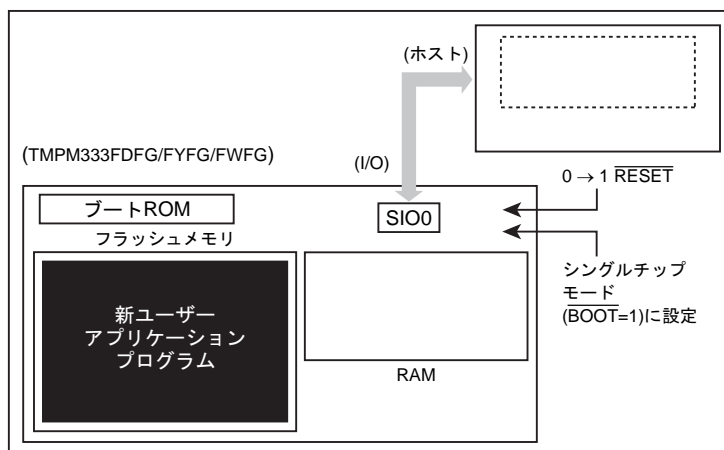 (ホスト)
(TMPM333FDFG/FYFG/FWFG)
(I/O)
0 → 1 RESET
ブートROM
SIO0
フラッシュメモリ
シングルチップ
モード
(BOOT=1)に設定
新ユーザー
アプリケーション
プログラム
RAM